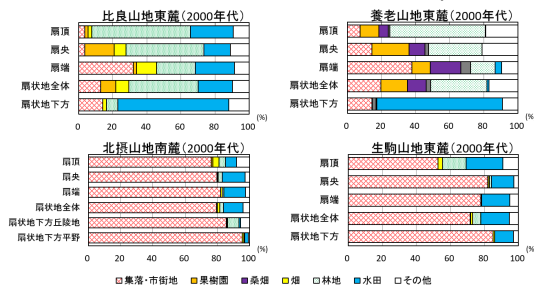 比良山地東麓(2000年代)
扇頂
扇央
扇端
扇状地全体
扇状地下方
0 20 40 60 80 100
(%)
養老山地東麓(2000年代)
扇頂
扇央
扇端
扇状地全体
扇状地下方
0 20 40 60 80 100
(%)
北摂山地南麓(2000年代)
扇頂
扇央
扇端
扇状地全体
扇状地下方丘陵地
扇状地下方平野
0 20 40 60 80 100
(%)
生駒山地西麓(2000年代)
扇頂
扇央
扇端
扇状地全体
扇状地下方
0 20 40 60 80 100
(%)
集落・市街地 果樹園 桑畑 畑 林地 水田 その他